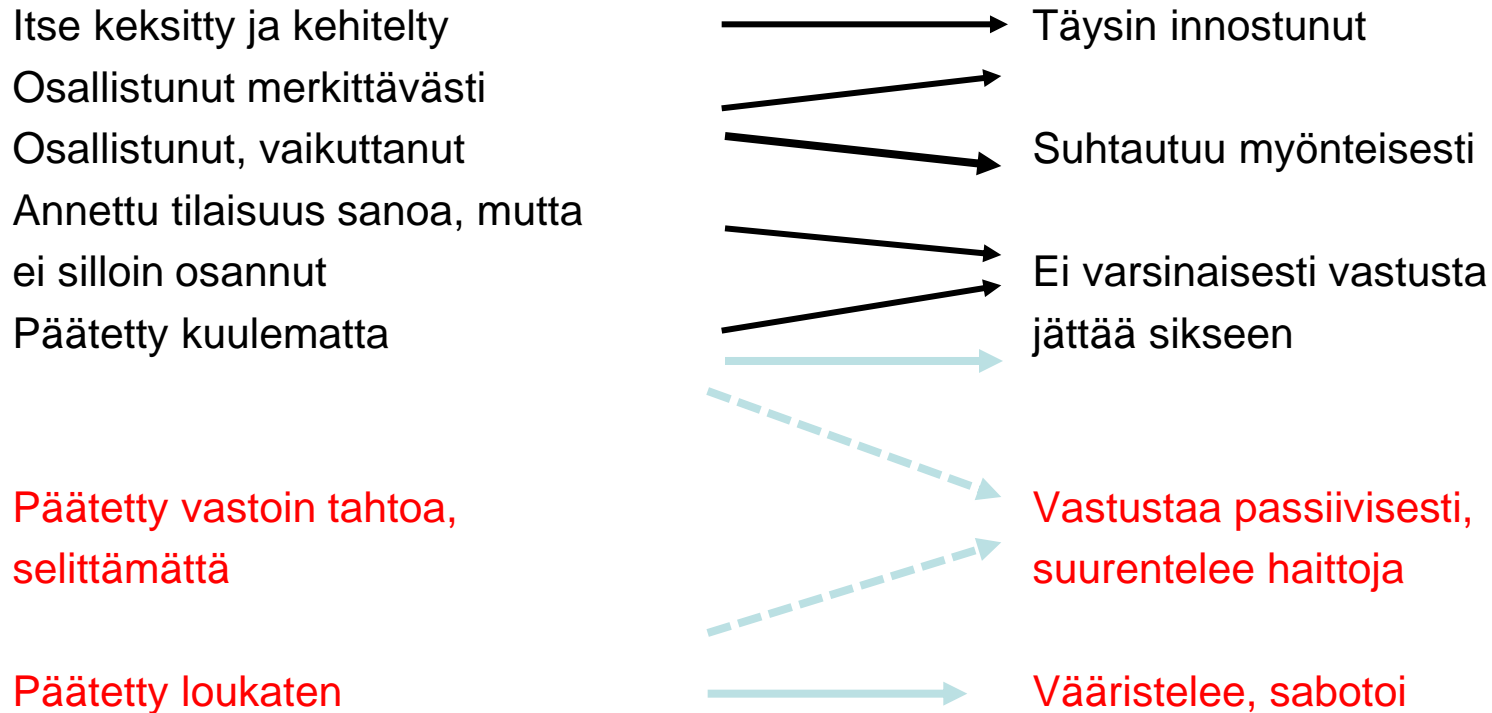 Itse keksitty ja kehitelty
Täysin innostunut
Osallistunut merkittävästi
Osallistunut, vaikuttanut
Suhtautuu myönteisesti
Annettu tilaisuus sanoa, mutta
ei silloin osannut
Ei varsinaisesti vastusta
Päätetty kuulematta
jättää sikseen
Päätetty vastoin tahtoa,
Vastustaa passiivisesti,
selittämättä
suurentelee haittoja
Päätetty loukaten
Vääristelee, sabotoi